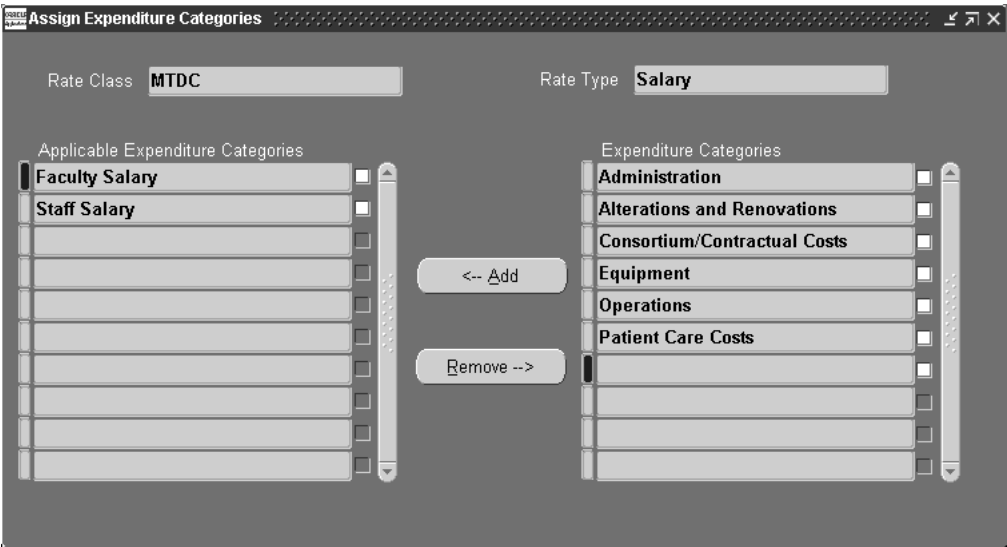 Assign Expenditure Categories
Rate Class MTDC Rate Type Salary
Applicable Expenditure Categories Expenditure Categories
Faculty Salary Administration
Staff Salary Alterations and Renovations
Consortium/Contractual Costs
<-- Add Equipment
Operations
Patient Care Costs
Remove -->